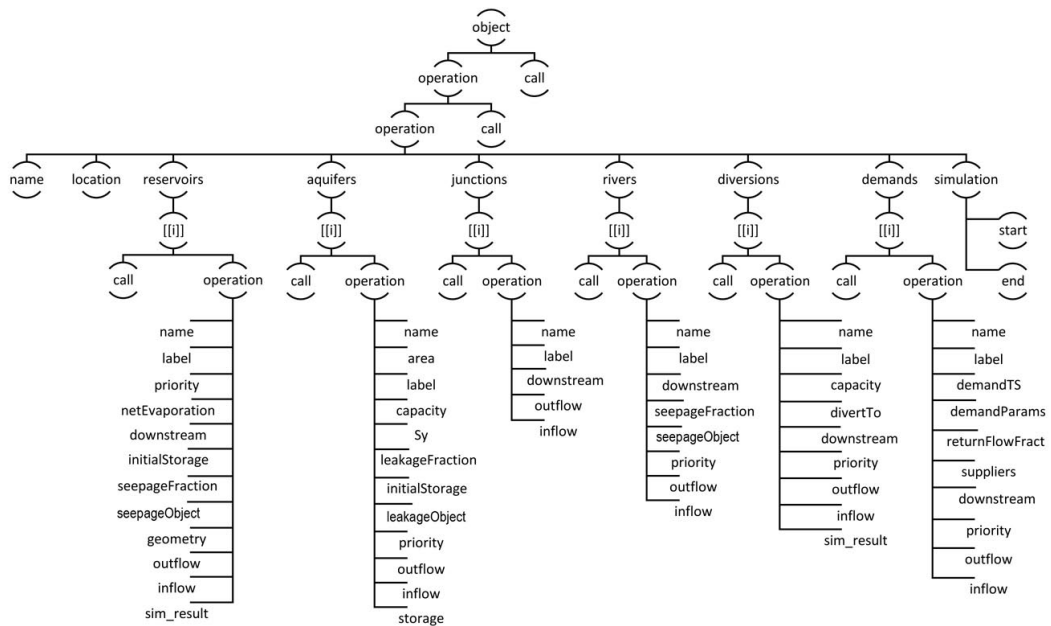 object
operation call
operation call
name location reservoirs aquifers junctions rivers diversions demands simulation
[[i]] [[i]] [[i]] [[i]] [[i]] [[i]] start
call operation call operation call operation call operation call operation call operation end
name
label
priority
netEvaporation
downstream
initialStorage
seepageFraction
seepageObject
geometry
outflow
inflow
sim_result
name
area
label
capacity
Sy
leakageFraction
initialStorage
leakageObject
priority
outflow
inflow
storage
name
label
downstream
outflow
inflow
name
label
downstream
seepageFraction
seepageObject
priority
outflow
inflow
name
label
capacity
divertTo
downstream
priority
outflow
inflow
sim_result
name
label
demandTS
demandParams
returnFlowFract
suppliers
downstream
priority
outflow
inflow